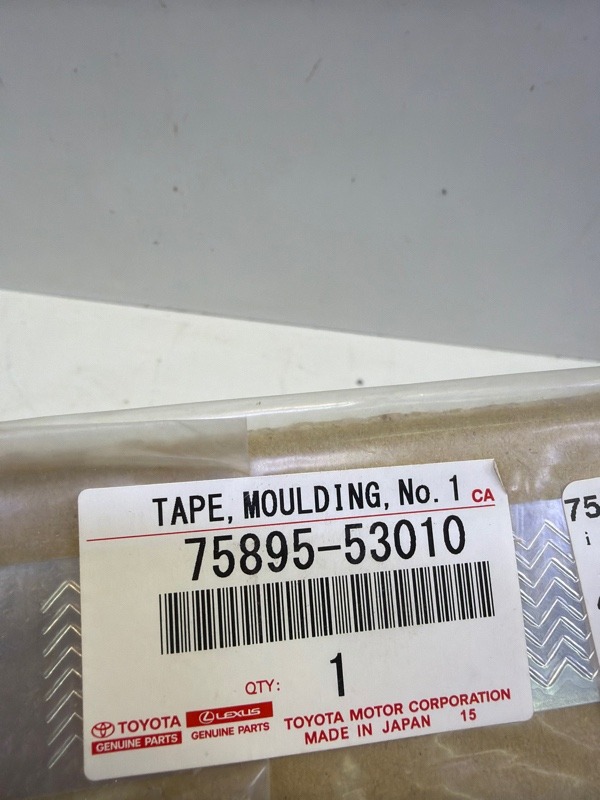 TAPE, MOULDING, No. 1 CA
75895-53010
QTY: 1
TOYOTA
GENUINE PARTS
LEXUS
GENUINE PARTS
TOYOTA MOTOR CORPORATION
MADE IN JAPAN 15
75
i